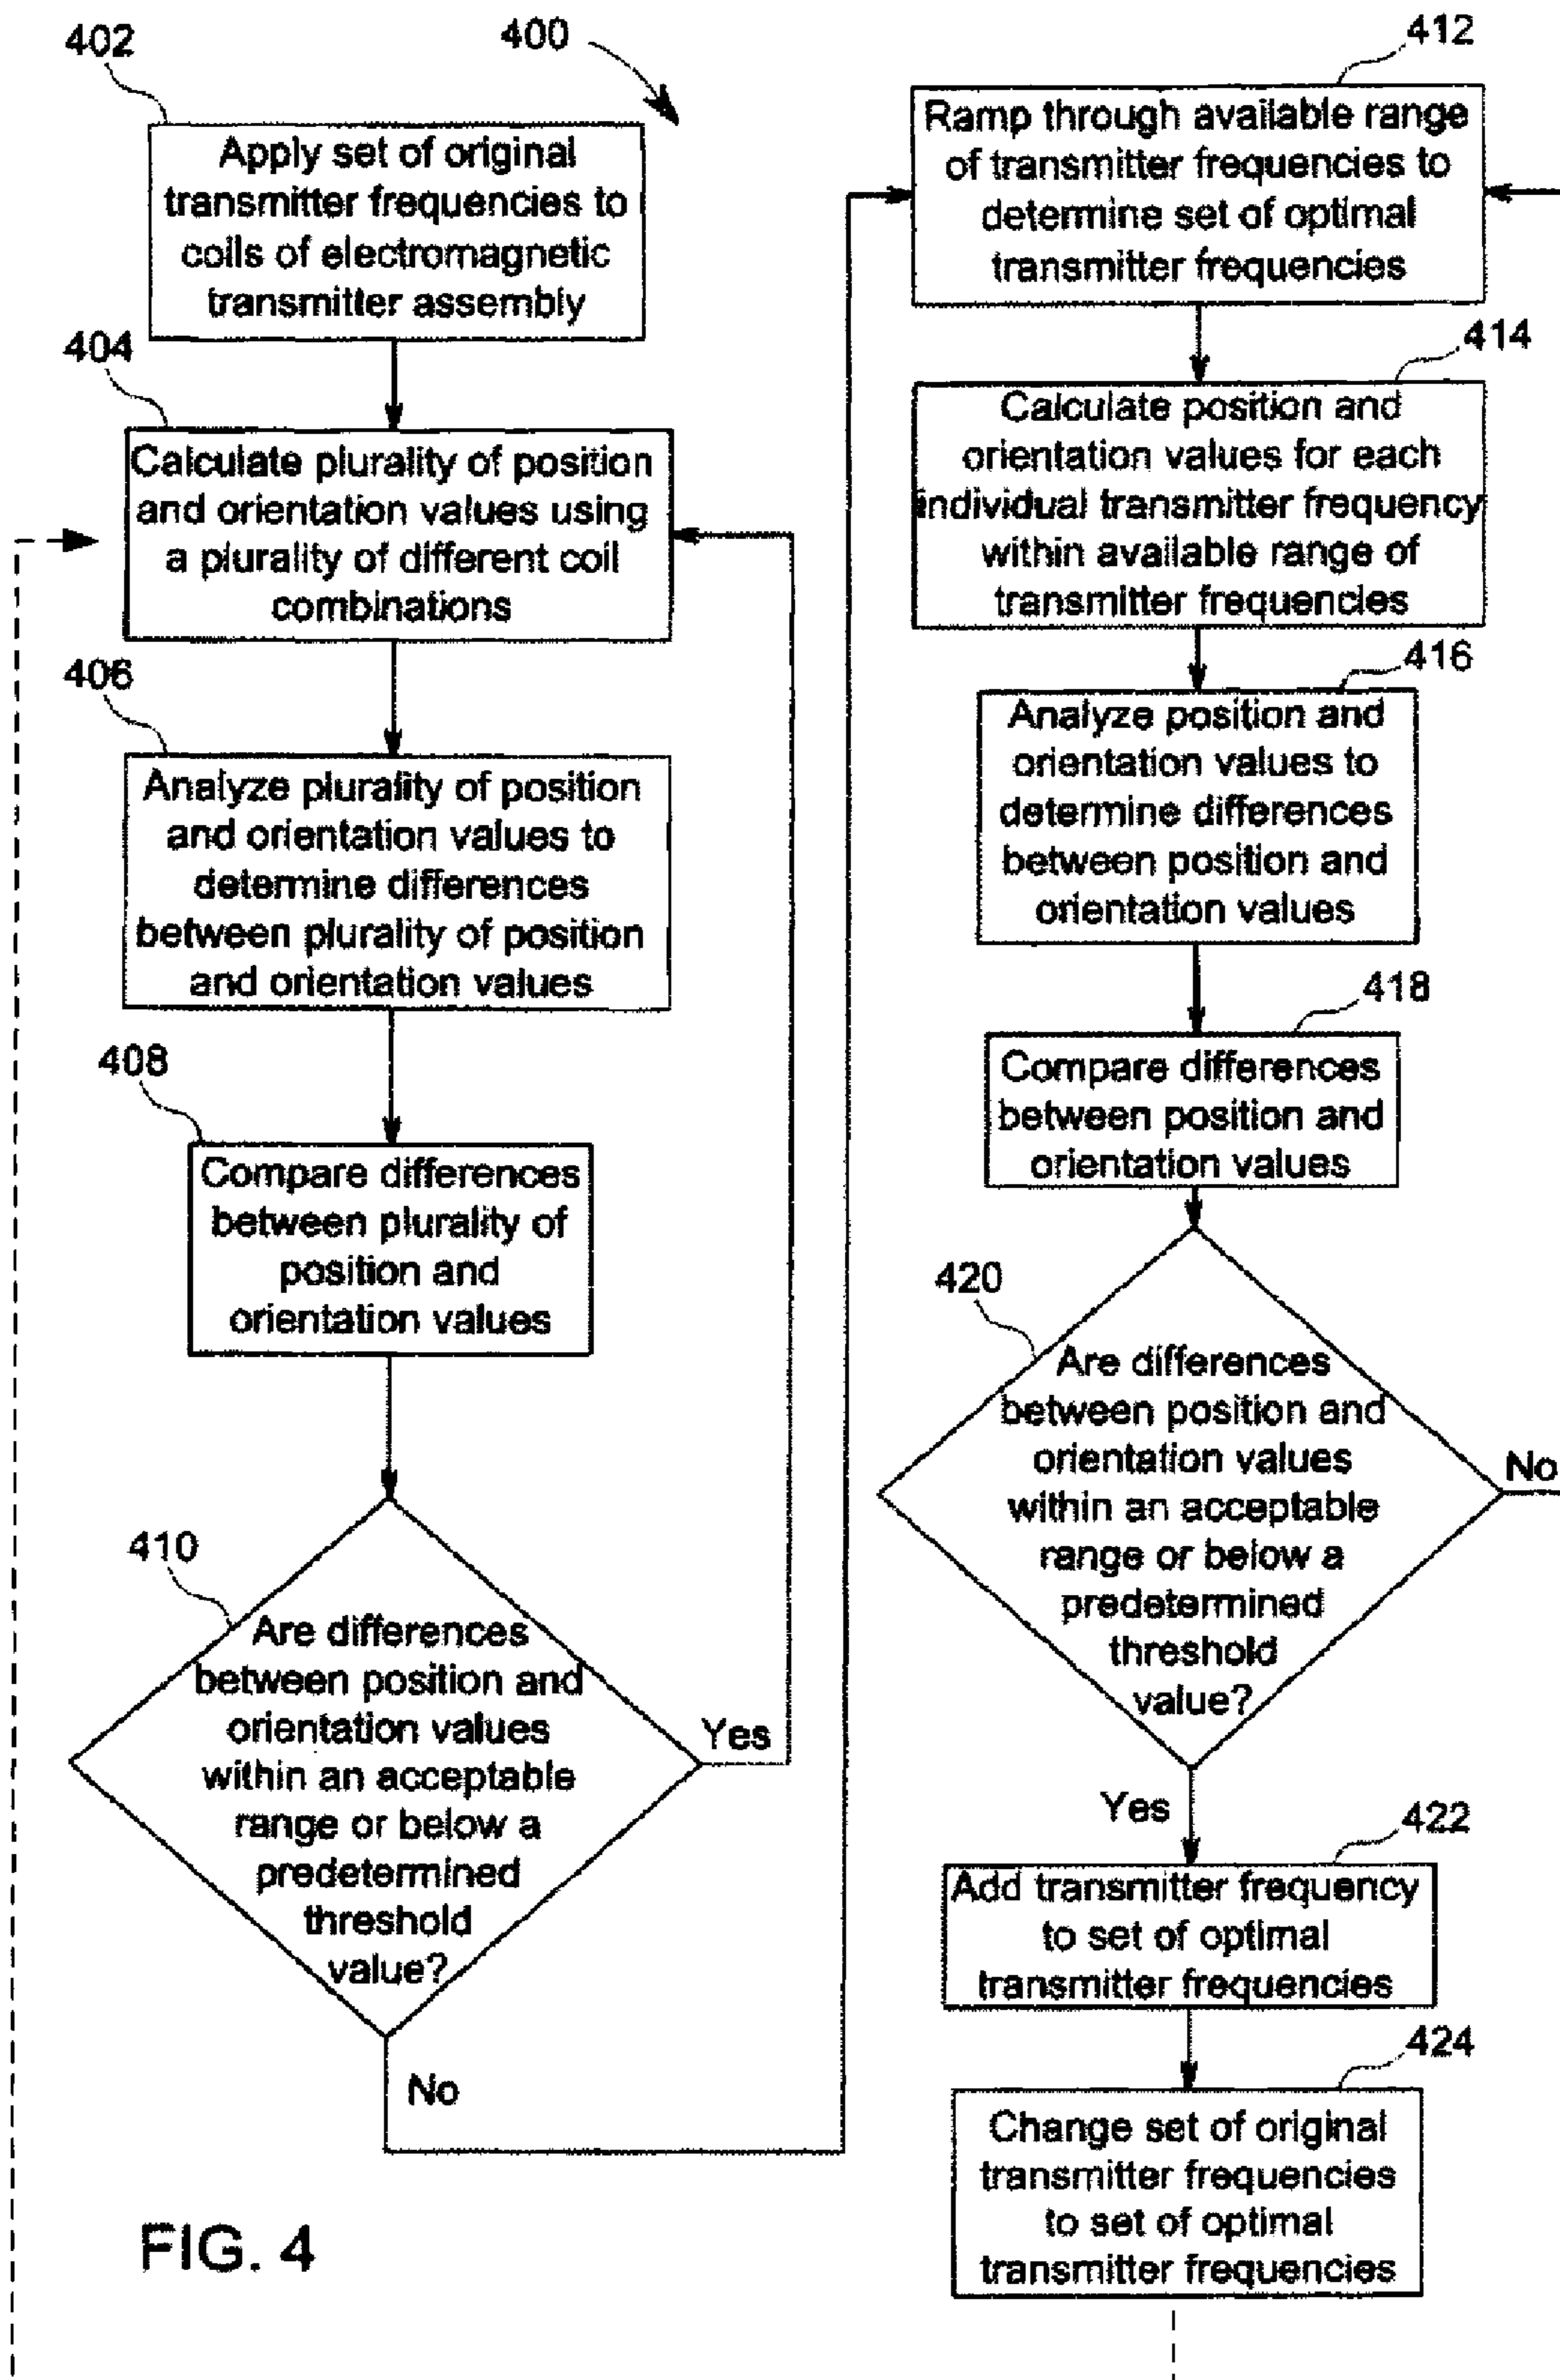 400
402
Apply set of original
transmitter frequencies to
coils of electromagnetic
transmitter assembly
404
Calculate plurality of position
and orientation values using
a plurality of different coil
combinations
406
Analyze plurality of position
and orientation values to
determine differences
between plurality of position
and orientation values
408
Compare differences
between plurality of
position and
orientation values
410
Are differences
between position and
orientation values
within an acceptable
range or below a
predetermined
threshold
value?
Yes
No
412
Ramp through available range
of transmitter frequencies to
determine set of optimal
transmitter frequencies
414
Calculate position and
orientation values for each
individual transmitter frequency
within available range of
transmitter frequencies
416
Analyze position and
orientation values to
determine differences
between position and
orientation values
418
Compare differences
between position and
orientation values
420
Are differences
between position and
orientation values
within an acceptable
range or below a
predetermined
threshold
value?
No
Yes
422
Add transmitter frequency
to set of optimal
transmitter frequencies
424
Change set of original
transmitter frequencies
to set of optimal
transmitter frequencies
FIG. 4